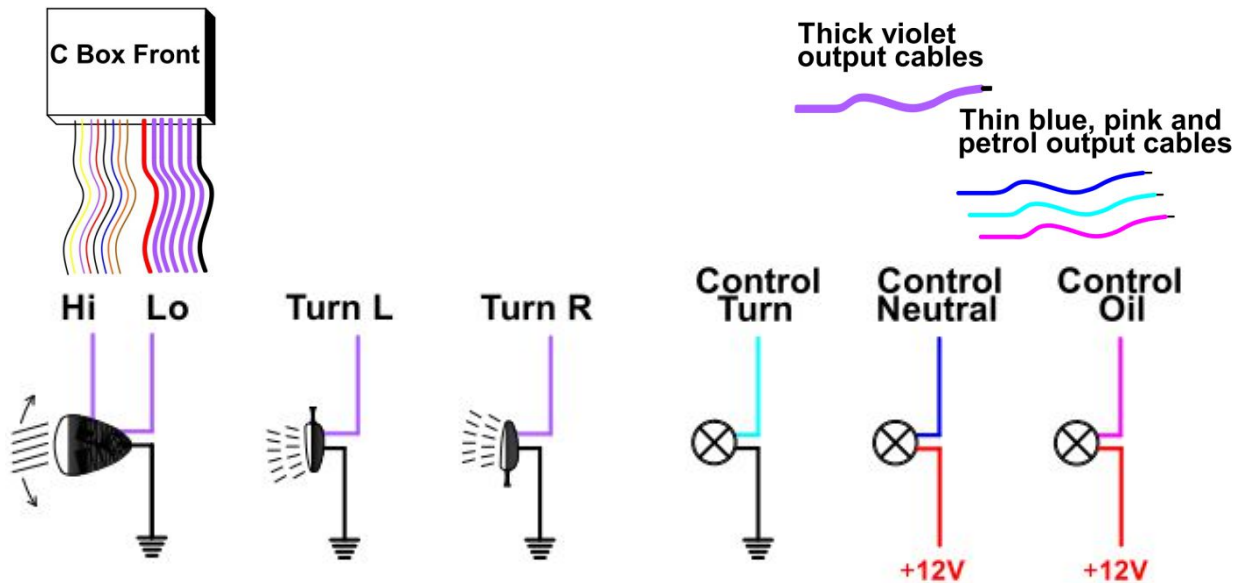 C Box Front
Thick violet
output cables
Thin blue, pink and
petrol output cables
Hi
Lo
Turn L
Turn R
Control
Turn
Control
Neutral
Control
Oil
+12V
+12V